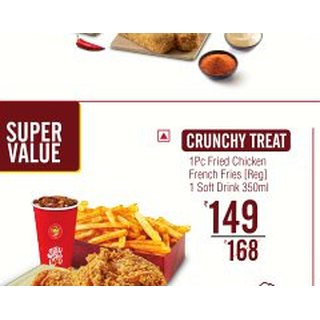 SUPER
VALUE
CRUNCHY TREAT
1Pc Fried Chicken
French Fries [Reg]
1 Soft Drink 350ml
₹149
₹168